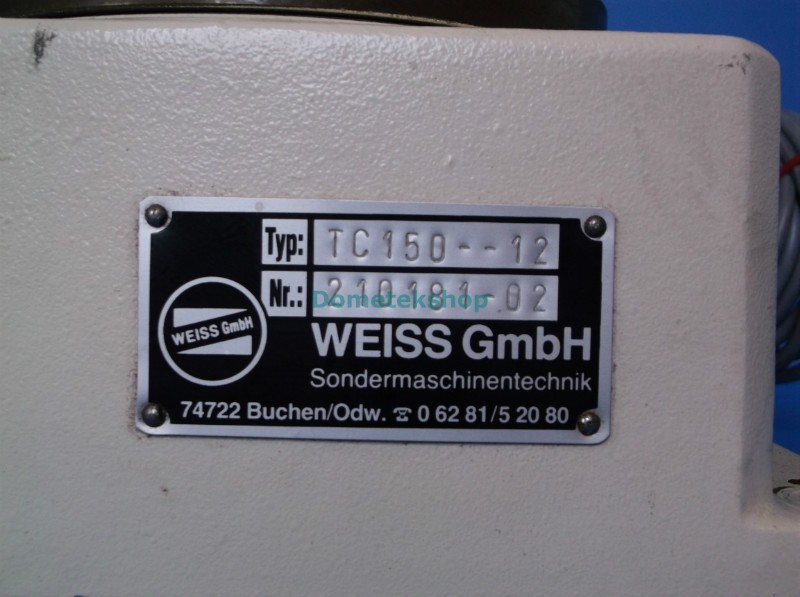 Typ: TC150--12
Nr.: 210191-02
Dometekshop
WEISS GmbH
WEISS GmbH
Sondermaschinentechnik
74722 Buchen/Odw. ☎ 0 62 81/5 20 80